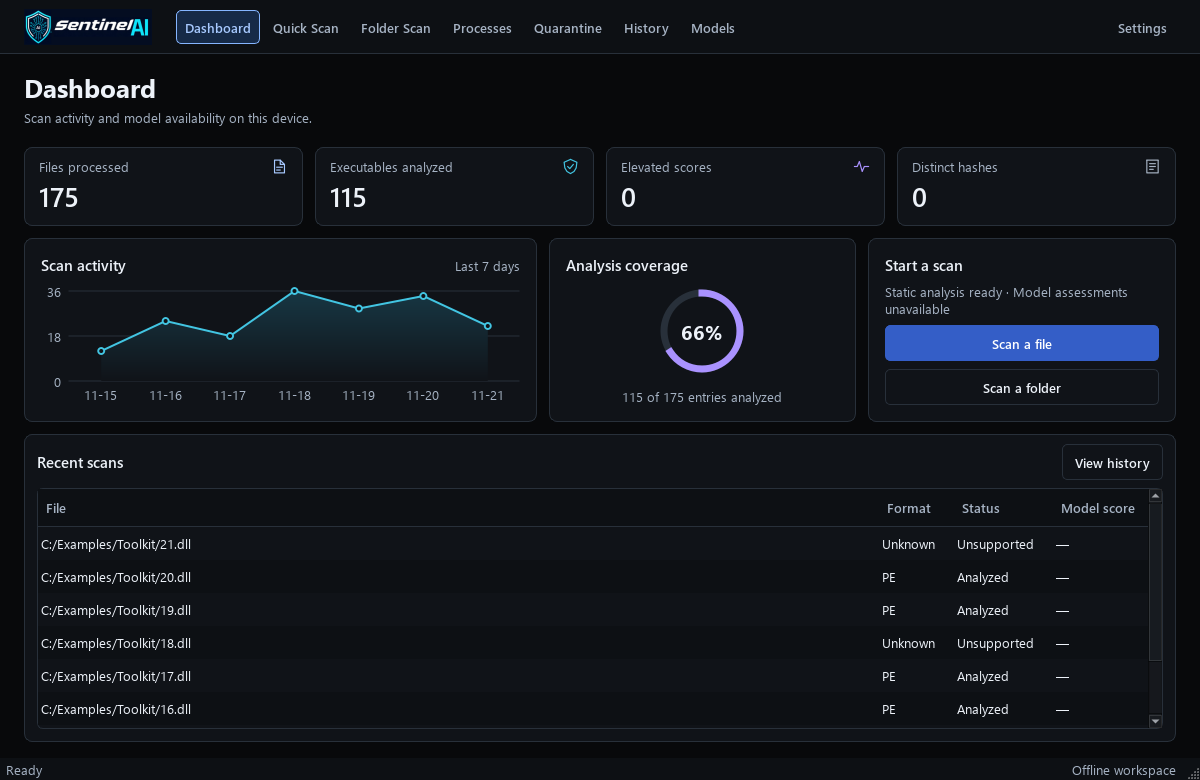 SentinelAI
Dashboard
Quick Scan
Folder Scan
Processes
Quarantine
History
Models
Settings
Dashboard
Scan activity and model availability on this device.
Files processed
175
Executables analyzed
115
Elevated scores
0
Distinct hashes
0
Scan activity
Last 7 days
36
18
0
11-15 11-16 11-17 11-18 11-19 11-20 11-21
Analysis coverage
66%
115 of 175 entries analyzed
Start a scan
Static analysis ready · Model assessments
unavailable
Scan a file
Scan a folder
Recent scans
View history
File Format Status Model score
C:/Examples/Toolkit/21.dll Unknown Unsupported —
C:/Examples/Toolkit/20.dll PE Analyzed —
C:/Examples/Toolkit/19.dll PE Analyzed —
C:/Examples/Toolkit/18.dll Unknown Unsupported —
C:/Examples/Toolkit/17.dll PE Analyzed —
C:/Examples/Toolkit/16.dll PE Analyzed —
Ready
Offline workspace